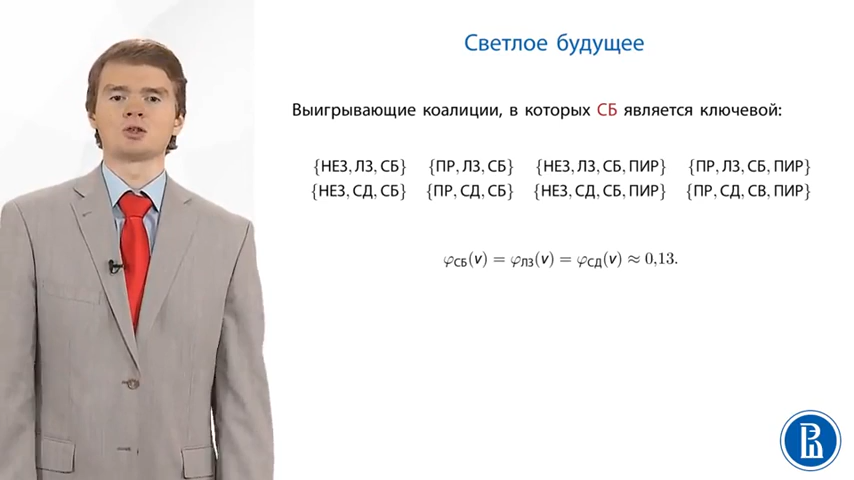 Светлое будущее
Выигрывающие коалиции, в которых СБ является ключевой:
{НЕЗ, ЛЗ, СБ} {ПР, ЛЗ, СБ} {НЕЗ, ЛЗ, СБ, ПИР} {ПР, ЛЗ, СБ, ПИР}
{НЕЗ, СД, СБ} {ПР, СД, СБ} {НЕЗ, СД, СБ, ПИР} {ПР, СД, СВ, ПИР}
φСБ(v) = φЛЗ(v) = φСД(v) ≈ 0,13.